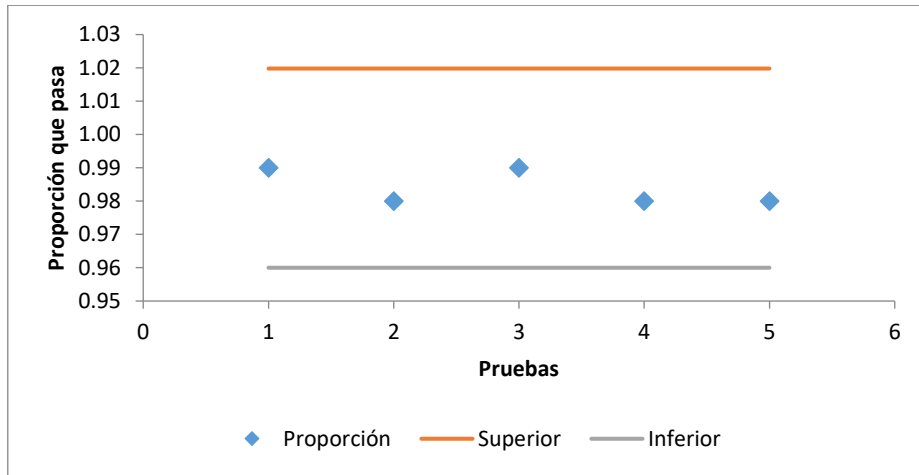 1.03
1.02
1.01
1.00
0.99
0.98
0.97
0.96
0.95
Proporción que pasa
0 1 2 3 4 5 6
Pruebas
Proporción Superior Inferior